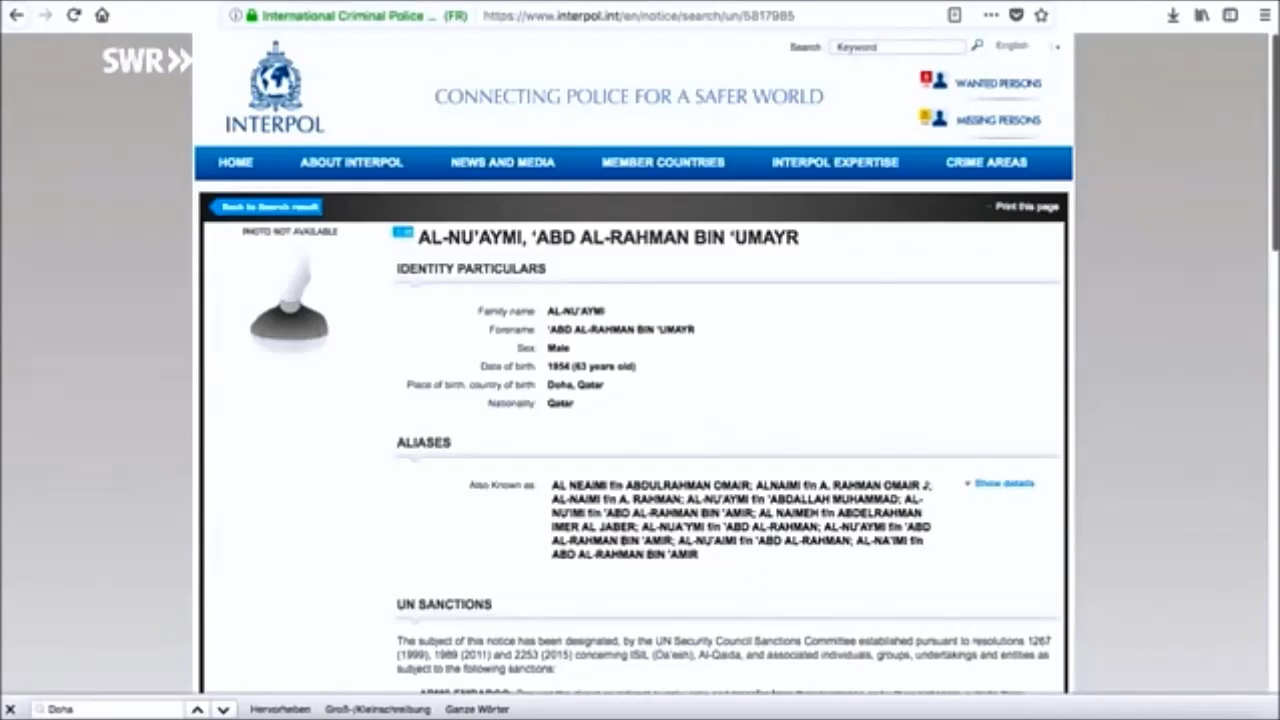 International Criminal Police ... (FR)
https://www.interpol.int/en/notice/search/un/5817985
SWR»
Search
Keyword
English
INTERPOL
CONNECTING POLICE FOR A SAFER WORLD
WANTED PERSONS
MISSING PERSONS
HOME
ABOUT INTERPOL
NEWS AND MEDIA
MEMBER COUNTRIES
INTERPOL EXPERTISE
CRIME AREAS
Back to Search result
Print this page
PHOTO NOT AVAILABLE
AL-NU'AYMI, 'ABD AL-RAHMAN BIN 'UMAYR
IDENTITY PARTICULARS
Family name AL-NU'AYMI
Forename 'ABD AL-RAHMAN BIN 'UMAYR
Sex Male
Date of birth 1954 (63 years old)
Place of birth, country of birth Doha, Qatar
Nationality Qatar
ALIASES
Also Known as AL NEAIMI f/n ABDULRAHMAN OMAIR; ALNAIMI f/n A. RAHMAN OMAIR J;
AL-NAIMI f/n A. RAHMAN; AL-NU'AYMI f/n 'ABDALLAH MUHAMMAD; AL-
NU'IMI f/n 'ABD AL-RAHMAN BIN 'AMIR; AL NAIMEH f/n ABDELRAHMAN
IMER AL JABER; AL-NUA'YMI f/n 'ABD AL-RAHMAN; AL-NU'AYMI f/n 'ABD
AL-RAHMAN BIN 'AMIR; AL-NU'AIMI f/n 'ABD AL-RAHMAN; AL-NA'IMI f/n
ABD AL-RAHMAN BIN 'AMIR
Show details
UN SANCTIONS
The subject of this notice has been designated, by the UN Security Council Sanctions Committee established pursuant to resolutions 1267
(1999), 1989 (2011) and 2253 (2015) concerning ISIL (Da'esh), Al-Qaida, and associated individuals, groups, undertakings and entities as
subject to the following sanctions:
Doha
Hervorheben
Groß-/Kleinschreibung
Ganze Wörter